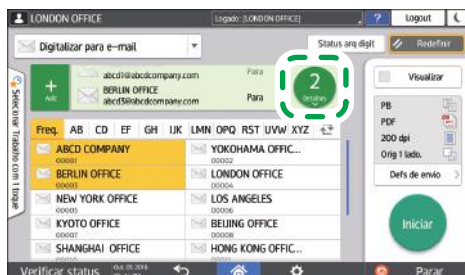 LONDON OFFICE
Logado: [LONDON OFFICE]
?
Logout
Digitalizar para e-mail
Status arq digit
Redefinir
abcd1@abcdcompany.com
Para
BERLIN OFFICE
abcd3@abcdcompany.com
Para
+
Adic
2
Detalhes
Visualizar
Selecionar Trabalho com 1 toque
PB
PDF
200 dpi
Orig 1 lado.
Defs de envio >
Freq. AB CD EF GH IJK LMN OPQ RST UVW XYZ
ABCD COMPANY
00001
YOKOHAMA OFFIC...
00002
BERLIN OFFICE
00003
LONDON OFFICE
00004
NEW YORK OFFICE
00005
LOS ANGELES
00006
KYOTO OFFICE
00007
BEIJING OFFICE
00008
SHANGHAI OFFICE
HONG KONG OFFIC...
Iniciar
Verificar status
Out. 05 2014
Parar